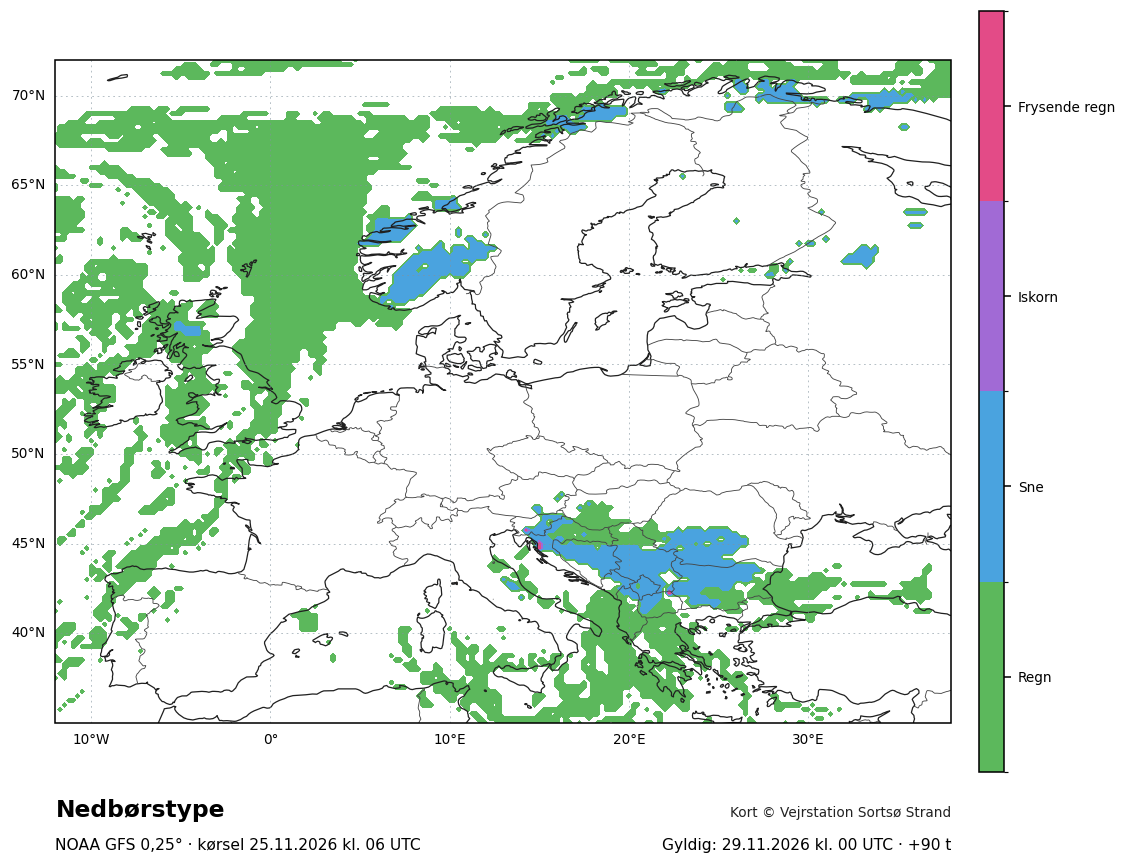 70°N
65°N
60°N
55°N
50°N
45°N
40°N
10°W
0°
10°E
20°E
30°E
Frysende regn
Iskorn
Sne
Regn
Nedbørstype
Kort © Vejrstation Sortsø Strand
NOAA GFS 0,25° · kørsel 25.11.2026 kl. 06 UTC
Gyldig: 29.11.2026 kl. 00 UTC · +90 t